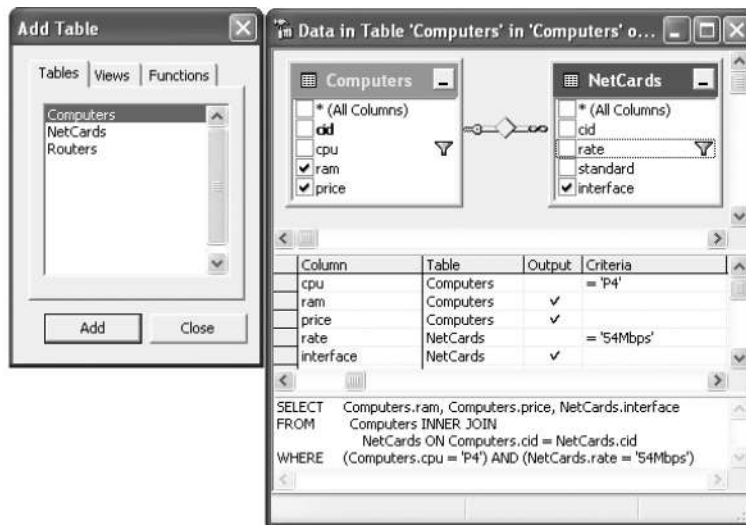 Add Table
Tables Views Functions
Computers
NetCards
Routers
Add Close
Data in Table 'Computers' in 'Computers' o...
Computers
* (All Columns)
cid
cpu
ram
price
NetCards
* (All Columns)
cid
rate
standard
interface
Column Table Output Criteria
cpu Computers = 'P4'
ram Computers
price Computers
rate NetCards = '54Mbps'
interface NetCards
SELECT Computers.ram, Computers.price, NetCards.interface
FROM Computers INNER JOIN
NetCards ON Computers.cid = NetCards.cid
WHERE (Computers.cpu = 'P4') AND (NetCards.rate = '54Mbps')